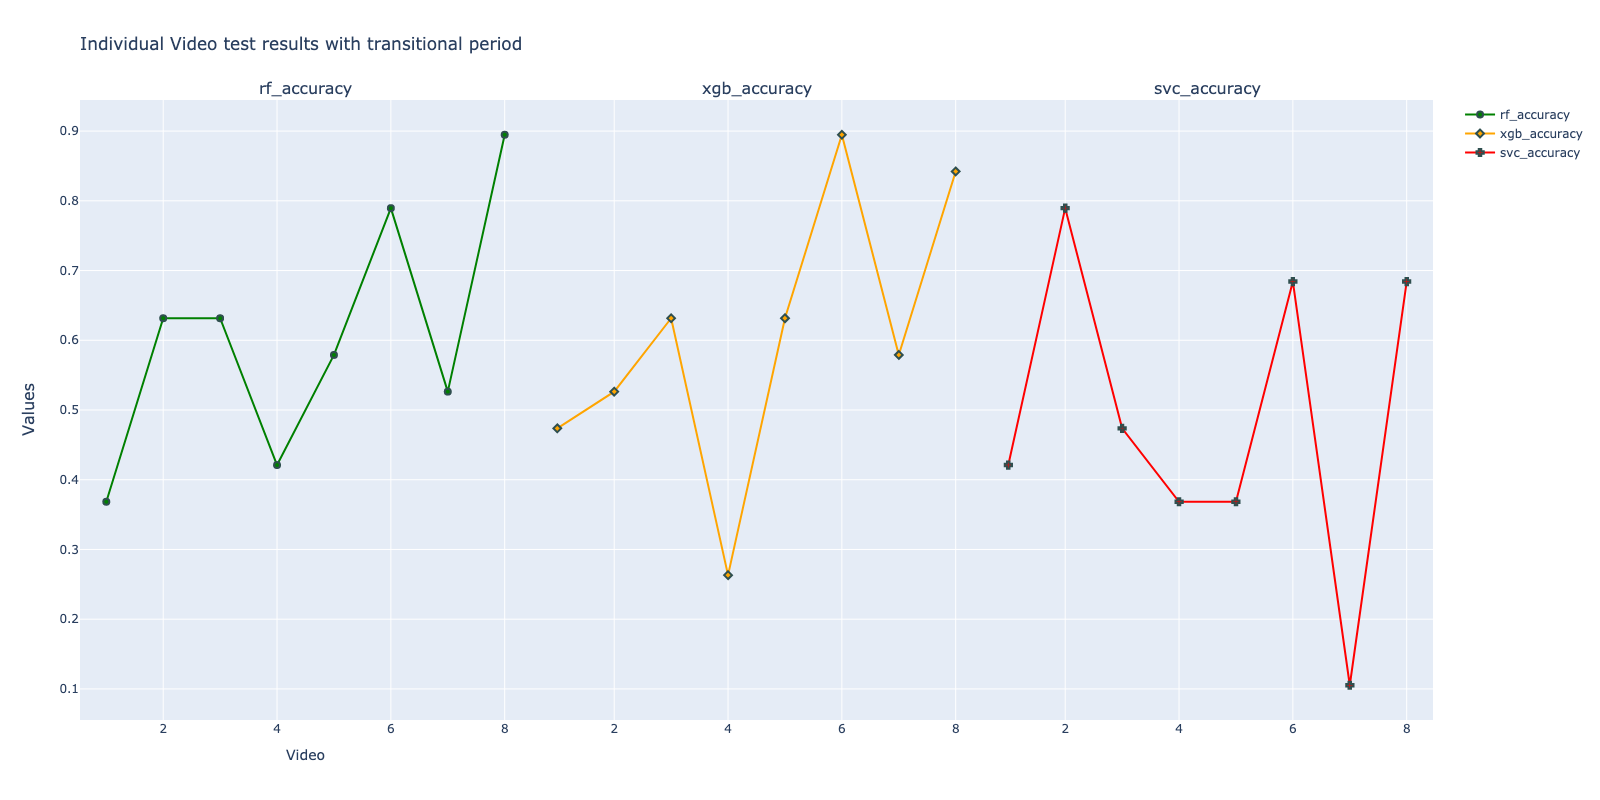 Individual Video test results with transitional period
rf_accuracy
xgb_accuracy
svc_accuracy
rf_accuracy
xgb_accuracy
svc_accuracy
0.9
0.8
0.7
0.6
0.5
0.4
0.3
0.2
0.1
Values
2 4 6 8
2 4 6 8
2 4 6 8
Video